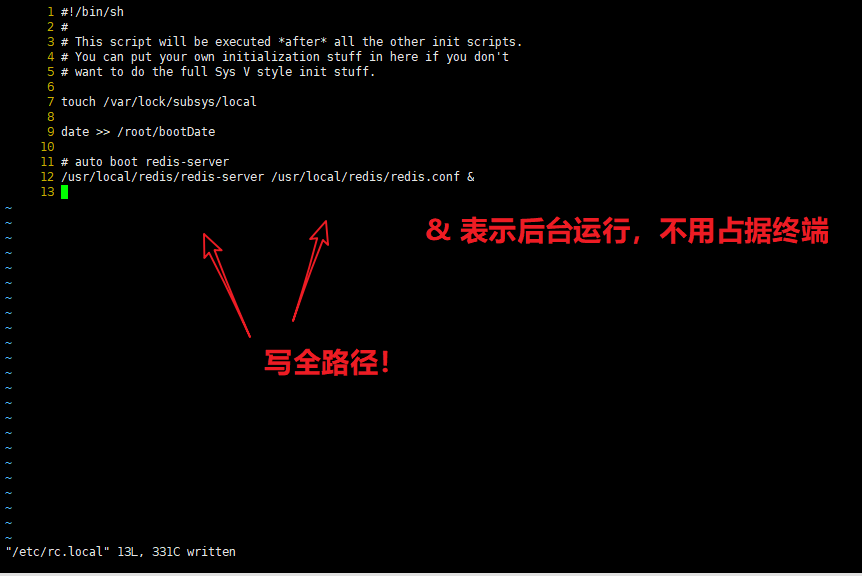 1 #!/bin/sh
2 #
3 # This script will be executed *after* all the other init scripts.
4 # You can put your own initialization stuff in here if you don't
5 # want to do the full Sys V style init stuff.
6
7 touch /var/lock/subsys/local
8
9 date >> /root/bootDate
10
11 # auto boot redis-server
12 /usr/local/redis/redis-server /usr/local/redis/redis.conf &
13
~
~
& 表示后台运行，不用占据终端
~
~
~
~
~
~
~
~
~
写全路径！
~
~
~
~
~
~
~
~
~
~
~
~
"/etc/rc.local" 13L, 331C written